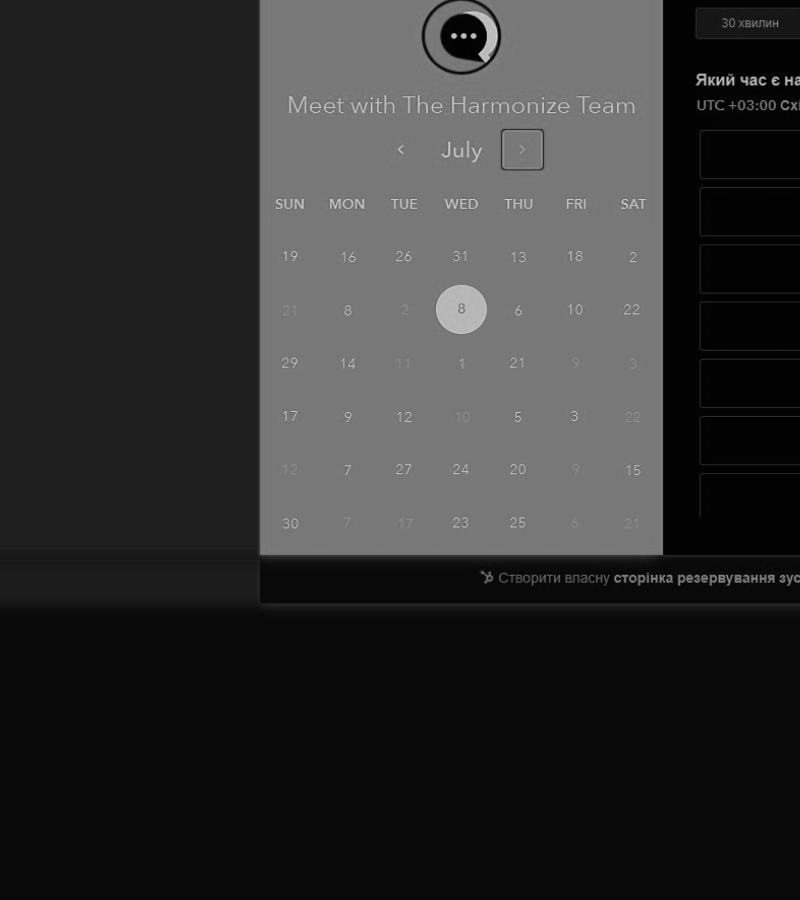 30 хвилин
Який час є на
Meet with The Harmonize Team
UTC +03:00 Схі
July
SUN MON TUE WED THU FRI SAT
19 16 26 31 13 18 2
21 8 2 8 6 10 22
29 14 11 1 21 9 3
17 9 12 10 5 3 22
12 7 27 24 20 9 15
30 7 17 23 25 6 21
Створити власну сторінка резервування зус